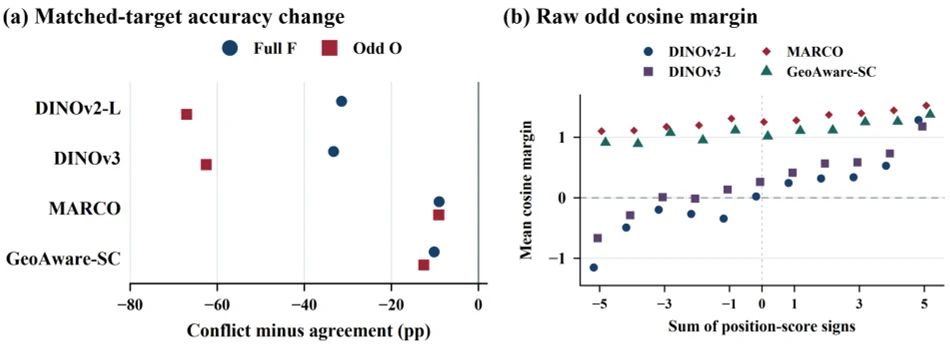 (a) Matched-target accuracy change
Full F
Odd O
DINOv2-L
DINOv3
MARCO
GeoAware-SC
−80
−60
−40
−20
0
Conflict minus agreement (pp)
(b) Raw odd cosine margin
DINOv2-L
MARCO
DINOv3
GeoAware-SC
Mean cosine margin
1
0
−1
−5
−3
−1
0
1
3
5
Sum of position-score signs